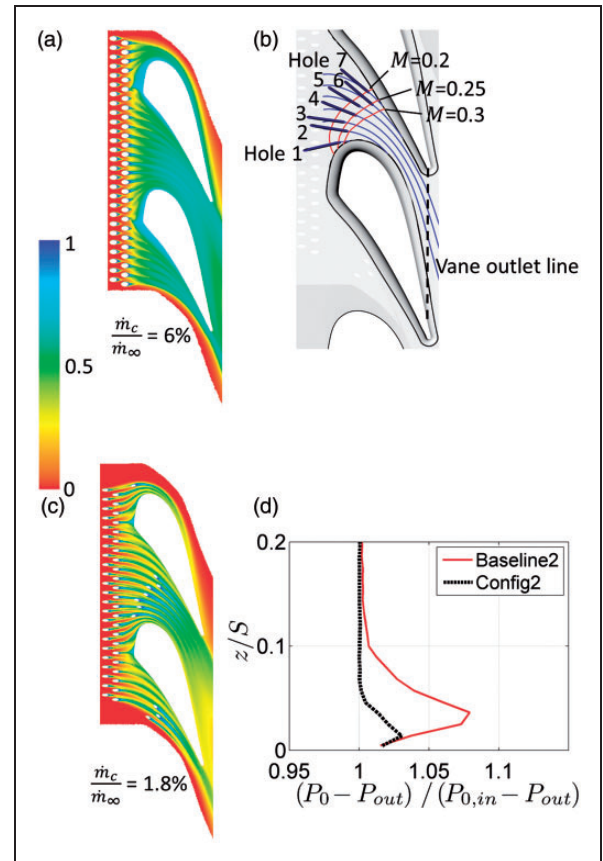 (a)
1
0.5
0
ṁc/ṁ∞ = 6%
(b)
Hole 7
5 6
4
3
2
Hole 1
M=0.2
M=0.25
M=0.3
Vane outlet line
(c)
ṁc/ṁ∞ = 1.8%
(d)
0.2
0.1
0
z/S
Baseline2
Config2
0.95 1 1.05 1.1
(P0 − Pout) / (P0,in − Pout)